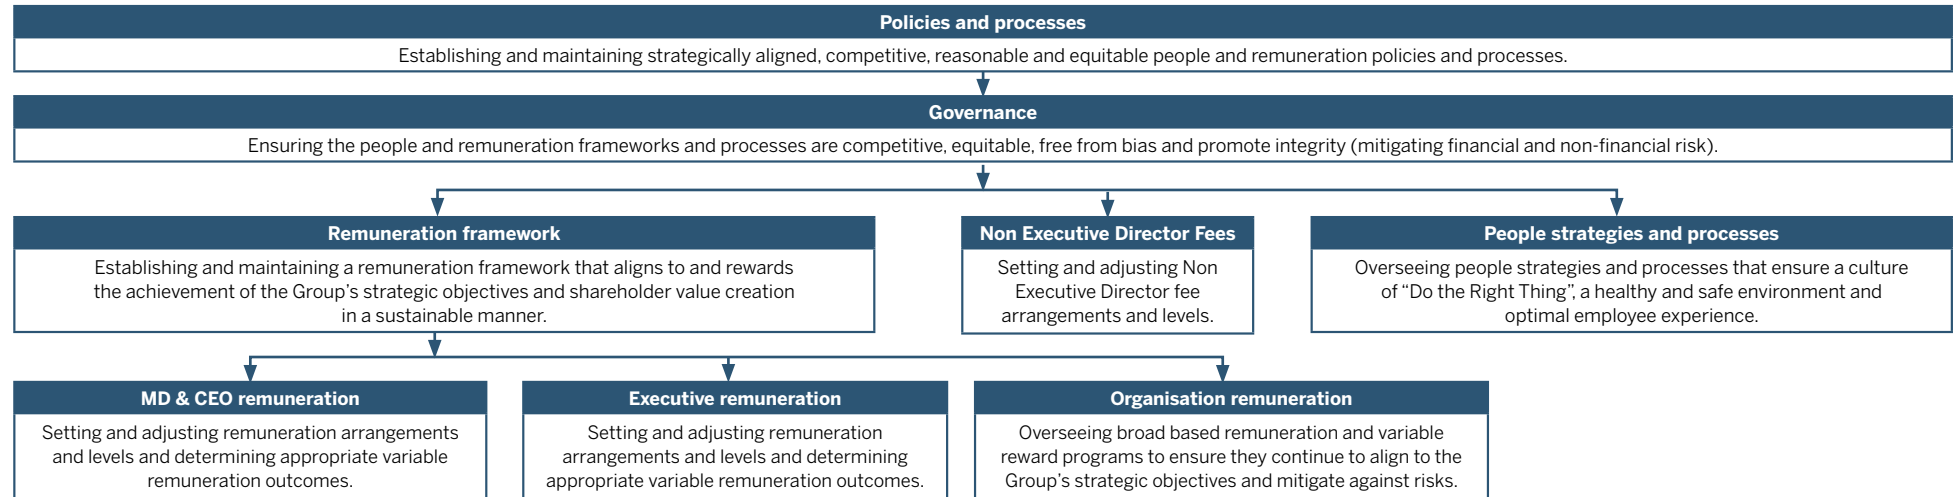 Policies and processes
Establishing and maintaining strategically aligned, competitive, reasonable and equitable people and remuneration policies and processes.
Governance
Ensuring the people and remuneration frameworks and processes are competitive, equitable, free from bias and promote integrity (mitigating financial and non-financial risk).
Remuneration framework
Establishing and maintaining a remuneration framework that aligns to and rewards
the achievement of the Group’s strategic objectives and shareholder value creation
in a sustainable manner.
Non Executive Director Fees
Setting and adjusting Non
Executive Director fee
arrangements and levels.
People strategies and processes
Overseeing people strategies and processes that ensure a culture
of “Do the Right Thing”, a healthy and safe environment and
optimal employee experience.
MD & CEO remuneration
Setting and adjusting remuneration arrangements
and levels and determining appropriate variable
remuneration outcomes.
Executive remuneration
Setting and adjusting remuneration
arrangements and levels and determining
appropriate variable remuneration outcomes.
Organisation remuneration
Overseeing broad based remuneration and variable
reward programs to ensure they continue to align to the
Group’s strategic objectives and mitigate against risks.